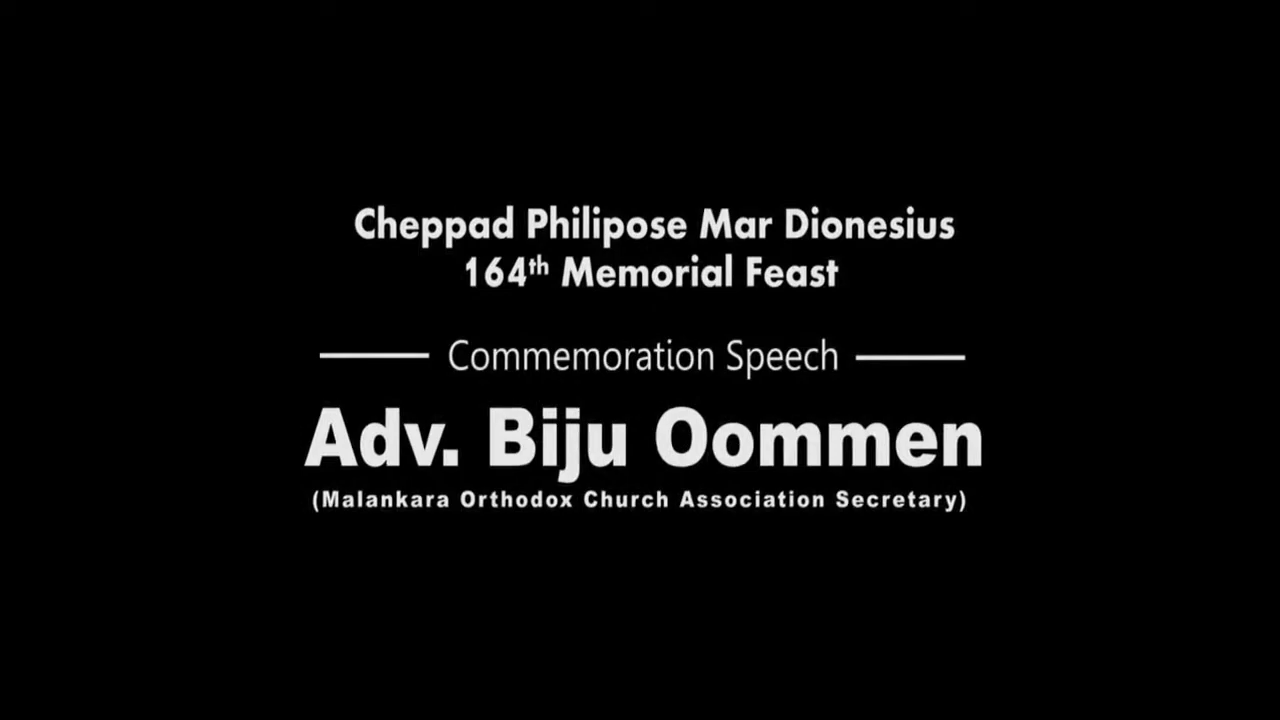 Cheppad Philipose Mar Dionesius
164th Memorial Feast
Commemoration Speech
Adv. Biju Oommen
(Malankara Orthodox Church Association Secretary)